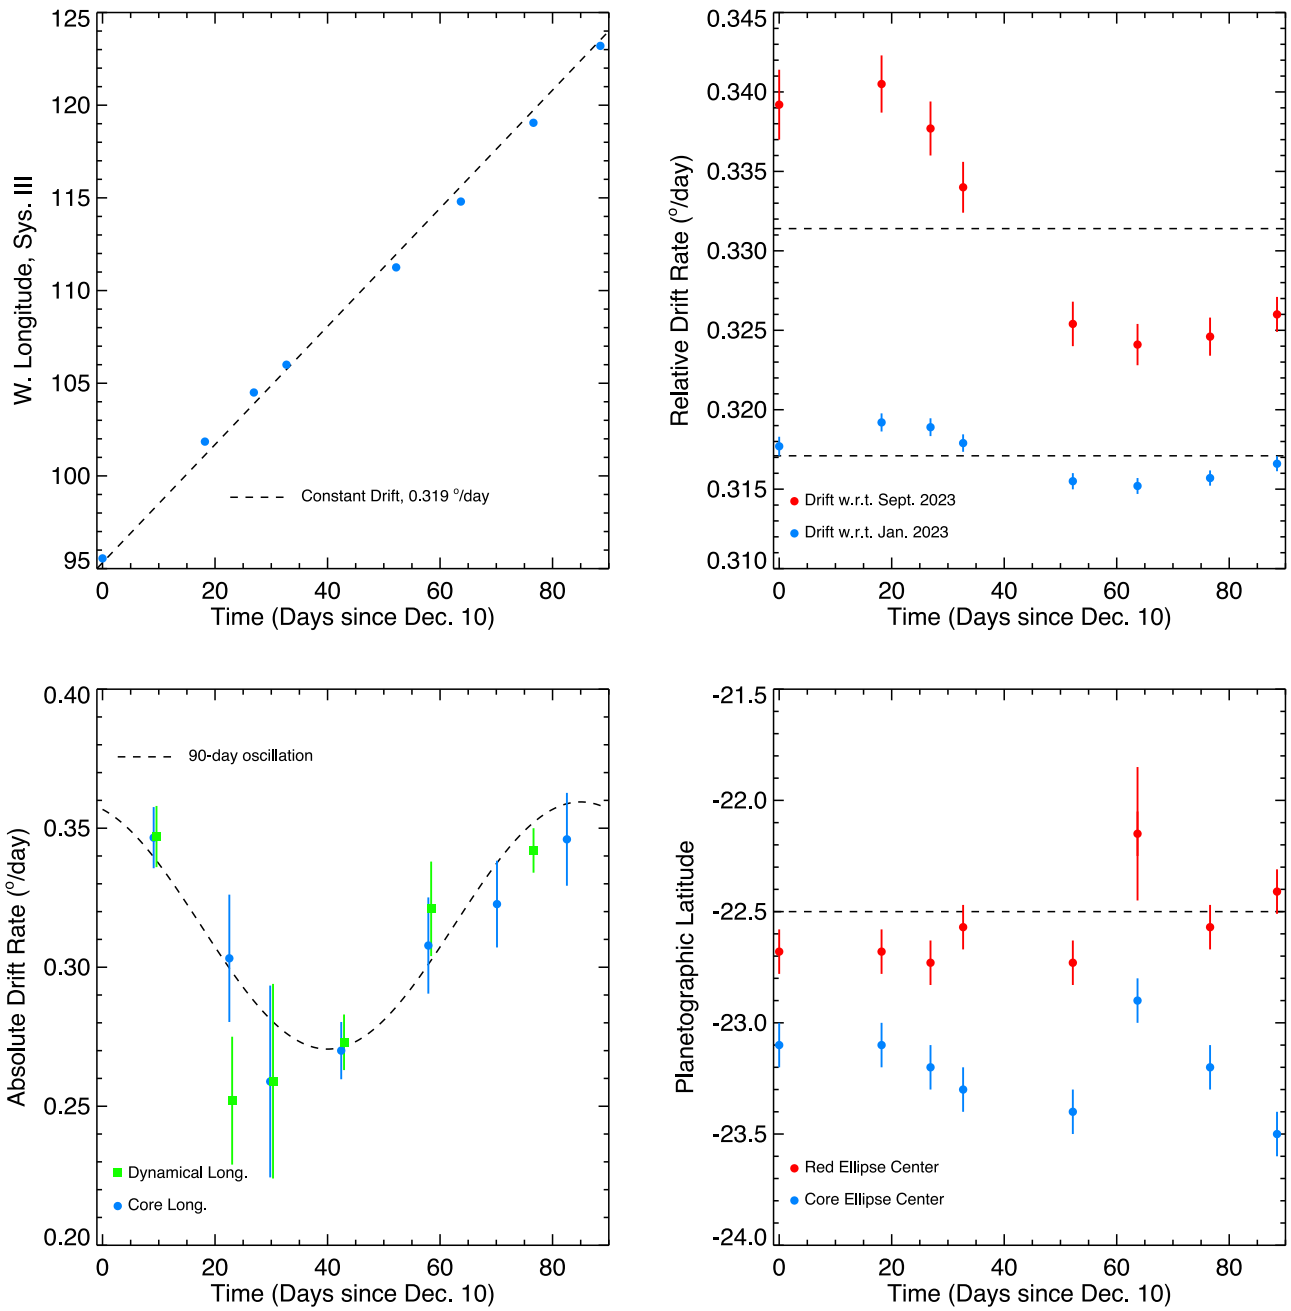 125
120
115
110
105
100
95
W. Longitude, Sys. III
Constant Drift, 0.319 °/day
0 20 40 60 80
Time (Days since Dec. 10)
0.345
0.340
0.335
0.330
0.325
0.320
0.315
0.310
Relative Drift Rate (°/day)
Drift w.r.t. Sept. 2023
Drift w.r.t. Jan. 2023
0 20 40 60 80
Time (Days since Dec. 10)
0.40
0.35
0.30
0.25
0.20
Absolute Drift Rate (°/day)
90-day oscillation
Dynamical Long.
Core Long.
0 20 40 60 80
Time (Days since Dec. 10)
-21.5
-22.0
-22.5
-23.0
-23.5
-24.0
Planetographic Latitude
Red Ellipse Center
Core Ellipse Center
0 20 40 60 80
Time (Days since Dec. 10)